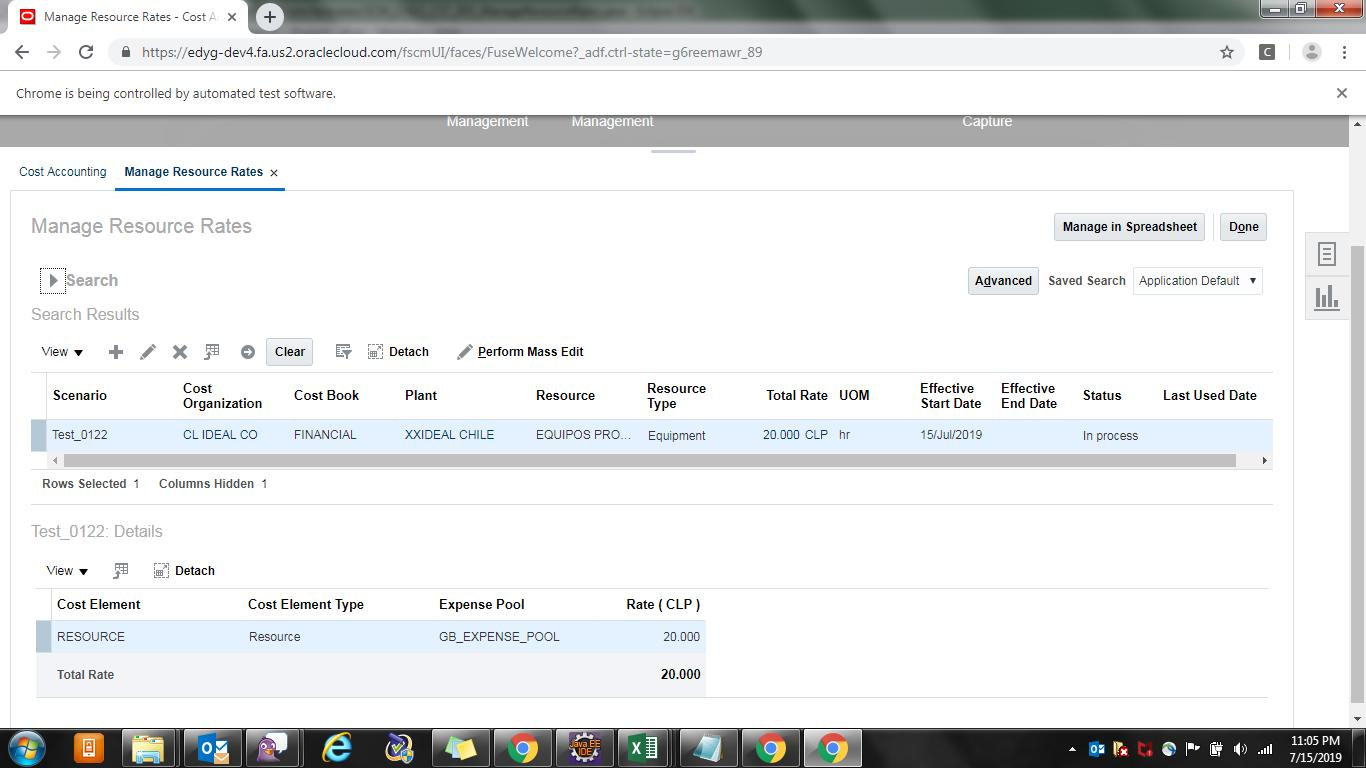 Manage Resource Rates - Cost A
https://edyg-dev4.fa.us2.oraclecloud.com/fscmUI/faces/FuseWelcome?_adf.ctrl-state=g6reemawr_89
C
Chrome is being controlled by automated test software.
Management Management Capture
Cost Accounting Manage Resource Rates
Manage Resource Rates Manage in Spreadsheet Done
Search Advanced Saved Search Application Default
Search Results
View Clear Detach Perform Mass Edit
Scenario Cost Organization Cost Book Plant Resource Resource Type Total Rate UOM Effective Start Date Effective End Date Status Last Used Date
Test_0122 CL IDEAL CO FINANCIAL XXIDEAL CHILE EQUIPOS PRO... Equipment 20.000 CLP hr 15/Jul/2019 In process
Rows Selected 1 Columns Hidden 1
Test_0122: Details
View Detach
Cost Element Cost Element Type Expense Pool Rate ( CLP )
RESOURCE Resource GB_EXPENSE_POOL 20.000
Total Rate 20.000
Java EE
IDE
11:05 PM
7/15/2019